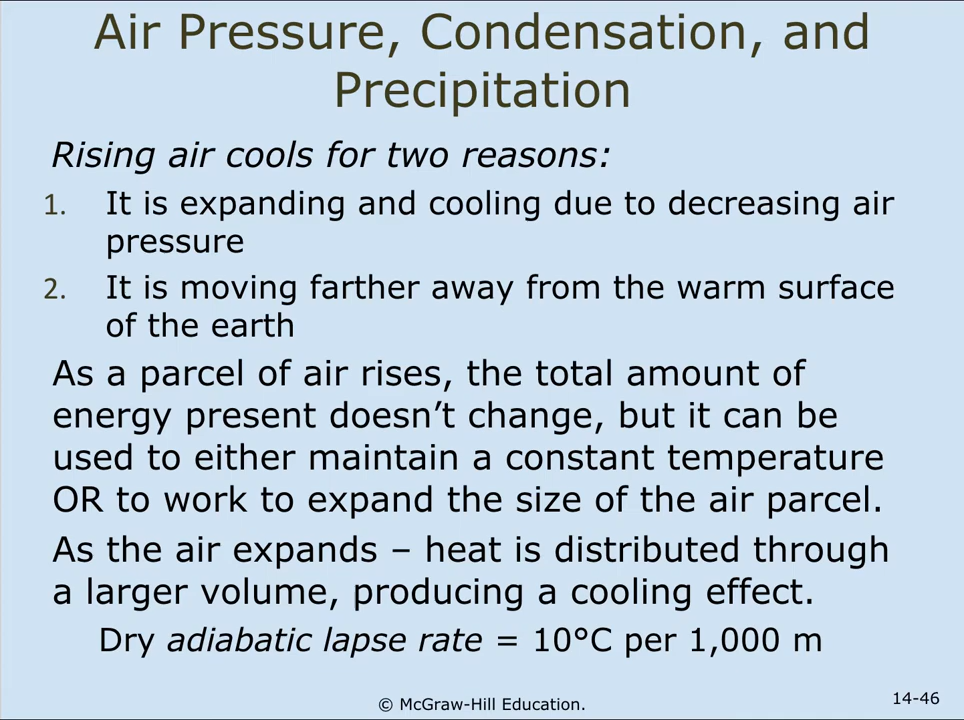 Air Pressure, Condensation, and
Precipitation
Rising air cools for two reasons:
1. It is expanding and cooling due to decreasing air
pressure
2. It is moving farther away from the warm surface
of the earth
As a parcel of air rises, the total amount of
energy present doesn’t change, but it can be
used to either maintain a constant temperature
OR to work to expand the size of the air parcel.
As the air expands – heat is distributed through
a larger volume, producing a cooling effect.
Dry adiabatic lapse rate = 10°C per 1,000 m
© McGraw-Hill Education.
14-46